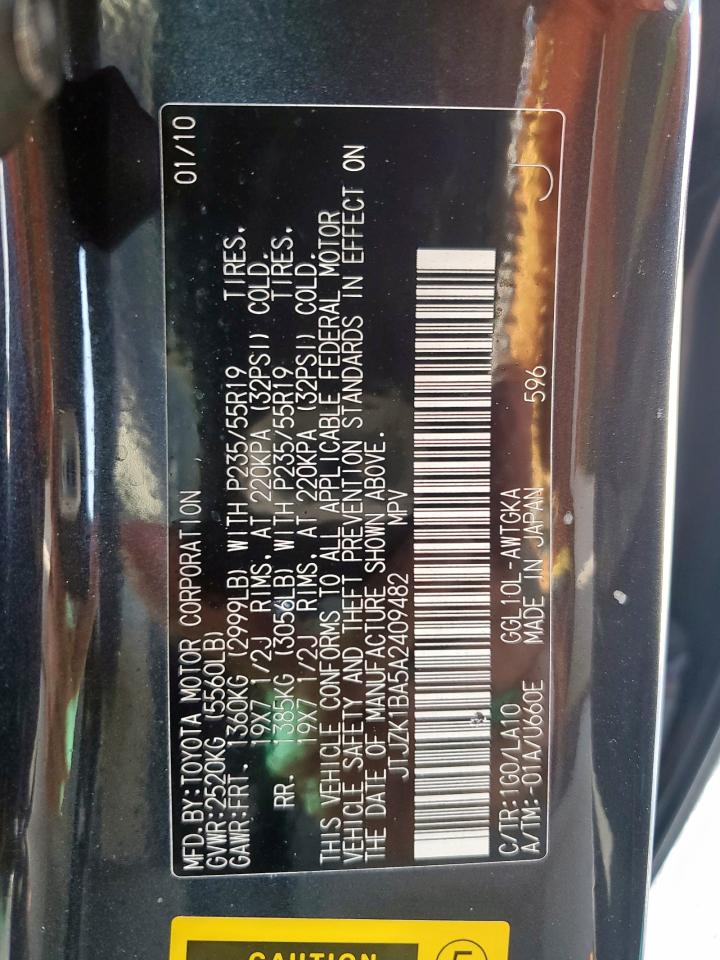 MFD.BY:TOYOTA MOTOR CORPORATION 01/10
GVWR:2520KG (5560LB)
GAWR:FRT. 1360KG (2999LB) WITH P235/55R19 TIRES,
19X7 1/2J RIMS, AT 220KPA (32PSI) COLD.
RR. 1385KG (3056LB) WITH P235/55R19 TIRES,
19X7 1/2J RIMS, AT 220KPA (32PSI) COLD.
THIS VEHICLE CONFORMS TO ALL APPLICABLE FEDERAL MOTOR
VEHICLE SAFETY AND THEFT PREVENTION STANDARDS IN EFFECT ON
THE DATE OF MANUFACTURE SHOWN ABOVE.
JTJZK1BA5A2409482 MPV
C/TR:1G0/LA10 GGL10L-AWTGKA
A/TM:-01A/U660E MADE IN JAPAN 596 J
CAUTION